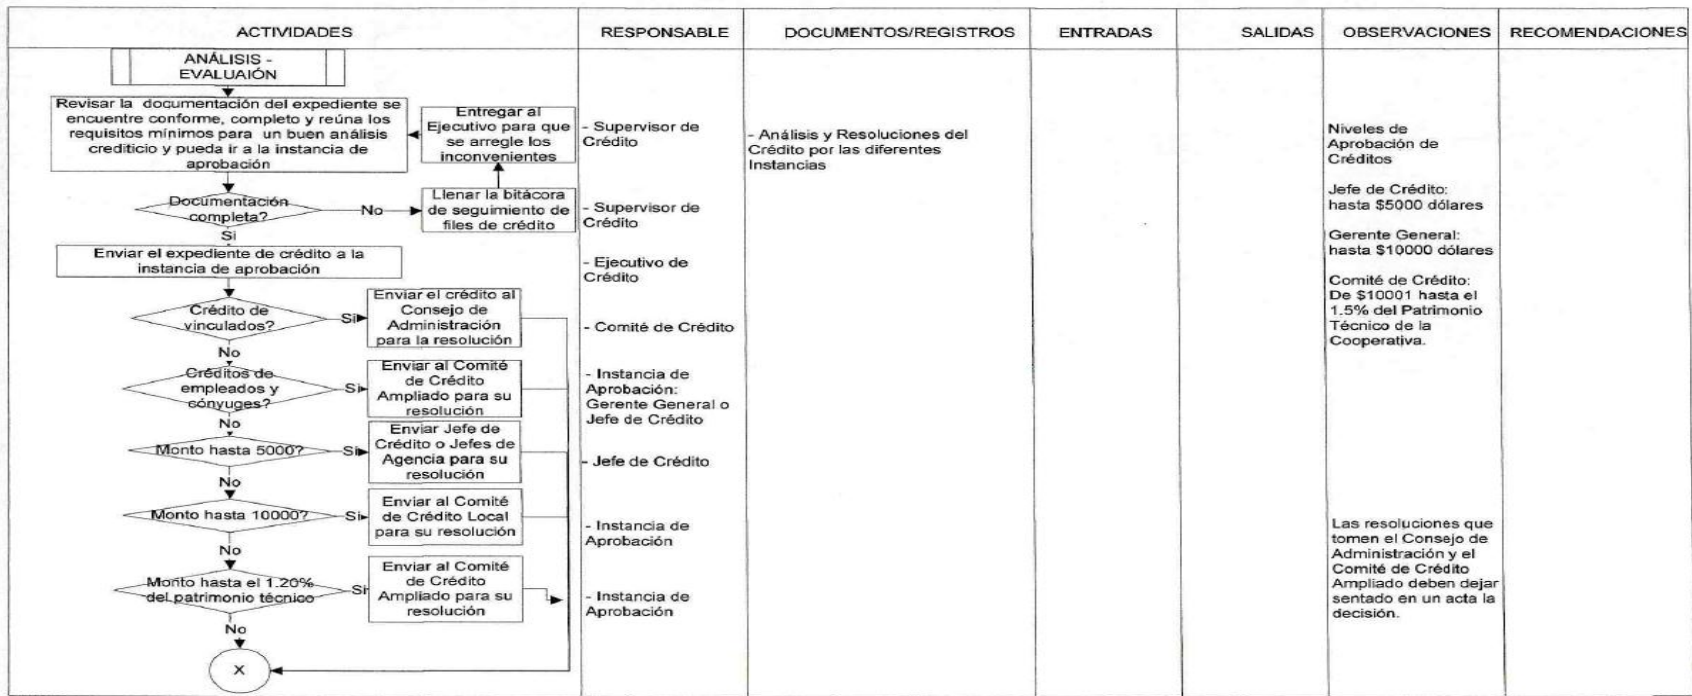 ACTIVIDADES
RESPONSABLE
DOCUMENTOS/REGISTROS
ENTRADAS
SALIDAS
OBSERVACIONES
RECOMENDACIONES
ANÁLISIS -
EVALUAIÓN
Revisar la documentación del expediente se
encuentre conforme, completo y reúna los
requisitos mínimos para un buen análisis
crediticio y pueda ir a la instancia de
aprobación
Entregar al
Ejecutivo para que
se arregle los
inconvenientes
Documentación
completa?
No
Llenar la bitácora
de seguimiento de
files de crédito
Si
Enviar el expediente de crédito a la
instancia de aprobación
Crédito de
vinculados?
Si
Enviar el crédito al
Consejo de
Administración
para la resolución
No
Créditos de
empleados y
cónyuges?
Si
Enviar al Comité
de Crédito
Ampliado para su
resolución
No
Monto hasta 5000?
Si
Enviar Jefe de
Crédito o Jefes de
Agencia para su
resolución
No
Monto hasta 10000?
Si
Enviar al Comité
de Crédito Local
para su resolución
No
Monto hasta el 1.20%
del patrimonio técnico
Si
Enviar al Comité
de Crédito
Ampliado para su
resolución
No
X
- Supervisor de
Crédito
- Supervisor de
Crédito
- Ejecutivo de
Crédito
- Comité de Crédito
- Instancia de
Aprobación:
Gerente General o
Jefe de Crédito
- Jefe de Crédito
- Instancia de
Aprobación
- Instancia de
Aprobación
- Análisis y Resoluciones del
Crédito por las diferentes
Instancias
Niveles de
Aprobación de
Créditos
Jefe de Crédito:
hasta $5000 dólares
Gerente General:
hasta $10000 dólares
Comité de Crédito:
De $10001 hasta el
1.5% del Patrimonio
Técnico de la
Cooperativa.
Las resoluciones que
tomen el Consejo de
Administración y el
Comité de Crédito
Ampliado deben dejar
sentado en un acta la
decisión.